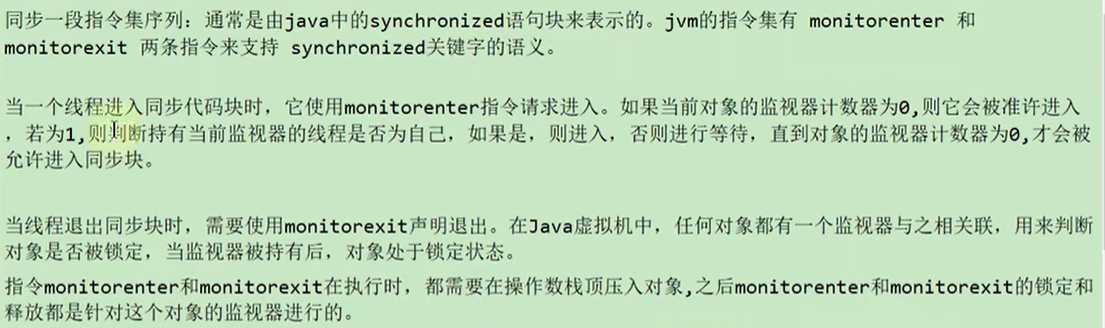 同步一段指令集序列：通常是由java中的synchronized语句块来表示的。jvm的指令集有 monitorenter 和
monitorexit 两条指令来支持 synchronized关键字的语义。
当一个线程进入同步代码块时，它使用monitorenter指令请求进入。如果当前对象的监视器计数器为0,则它会被准许进入
，若为1,则判断持有当前监视器的线程是否为自己，如果是，则进入，否则进行等待，直到对象的监视器计数器为0,才会被
允许进入同步块。
当线程退出同步块时，需要使用monitorexit声明退出。在Java虚拟机中，任何对象都有一个监视器与之相关联，用来判断
对象是否被锁定，当监视器被持有后，对象处于锁定状态。
指令monitorenter和monitorexit在执行时，都需要在操作数栈顶压入对象,之后monitorenter和monitorexit的锁定和
释放都是针对这个对象的监视器进行的。